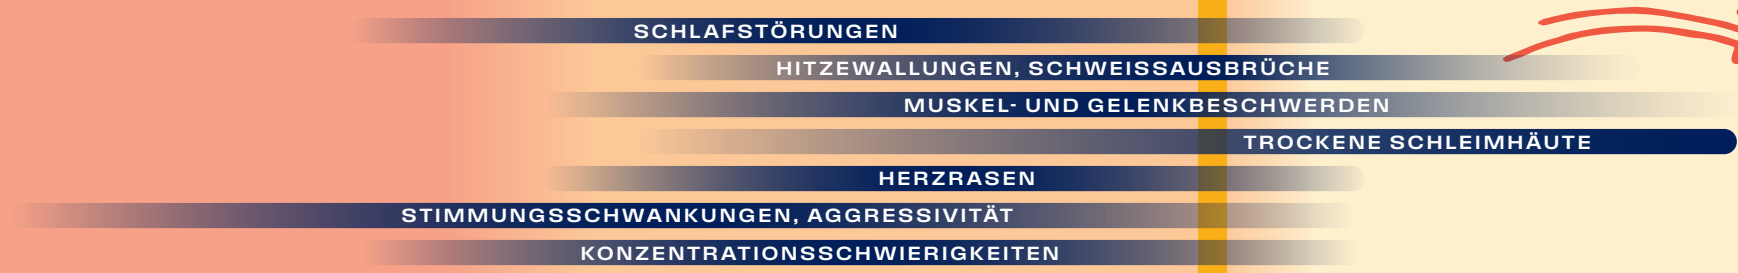 SCHLAFSTÖRUNGEN
HITZEWALLUNGEN, SCHWEISSAUSBRÜCHE
MUSKEL- UND GELENKBESCHWERDEN
TROCKENE SCHLEIMHÄUTE
HERZRASEN
STIMMUNGSSCHWANKUNGEN, AGGRESSIVITÄT
KONZENTRATIONSSCHWIERIGKEITEN